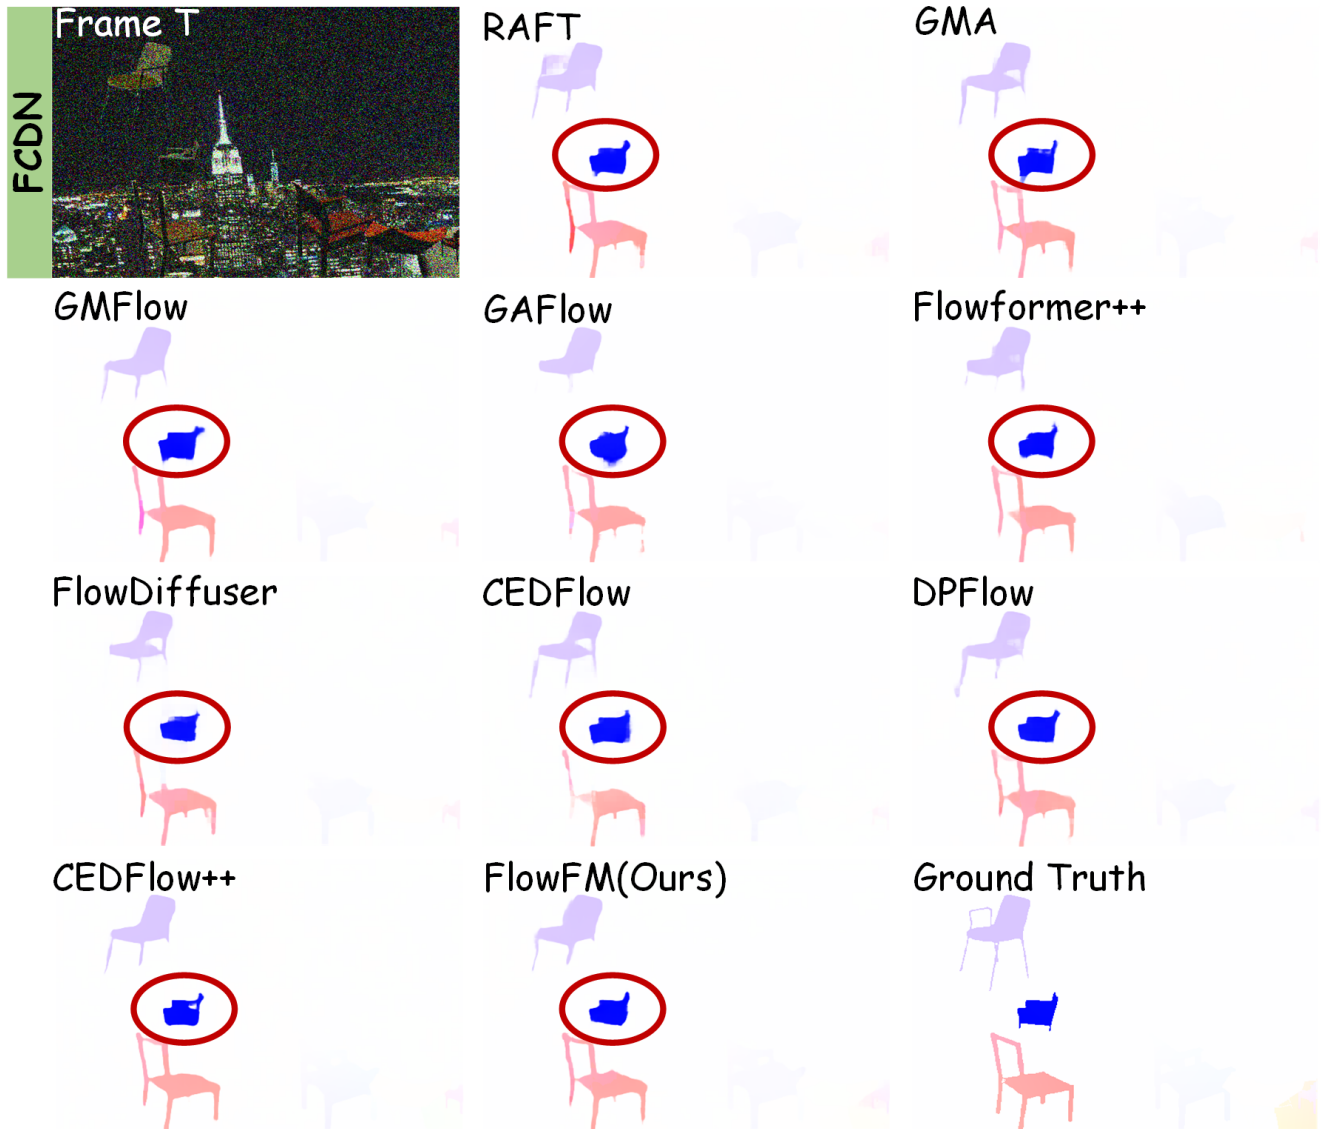 FCDN
Frame T
RAFT
GMA
GMFlow
GAFlow
Flowformer++
FlowDiffuser
CEDFlow
DPFlow
CEDFlow++
FlowFM(Ours)
Ground Truth